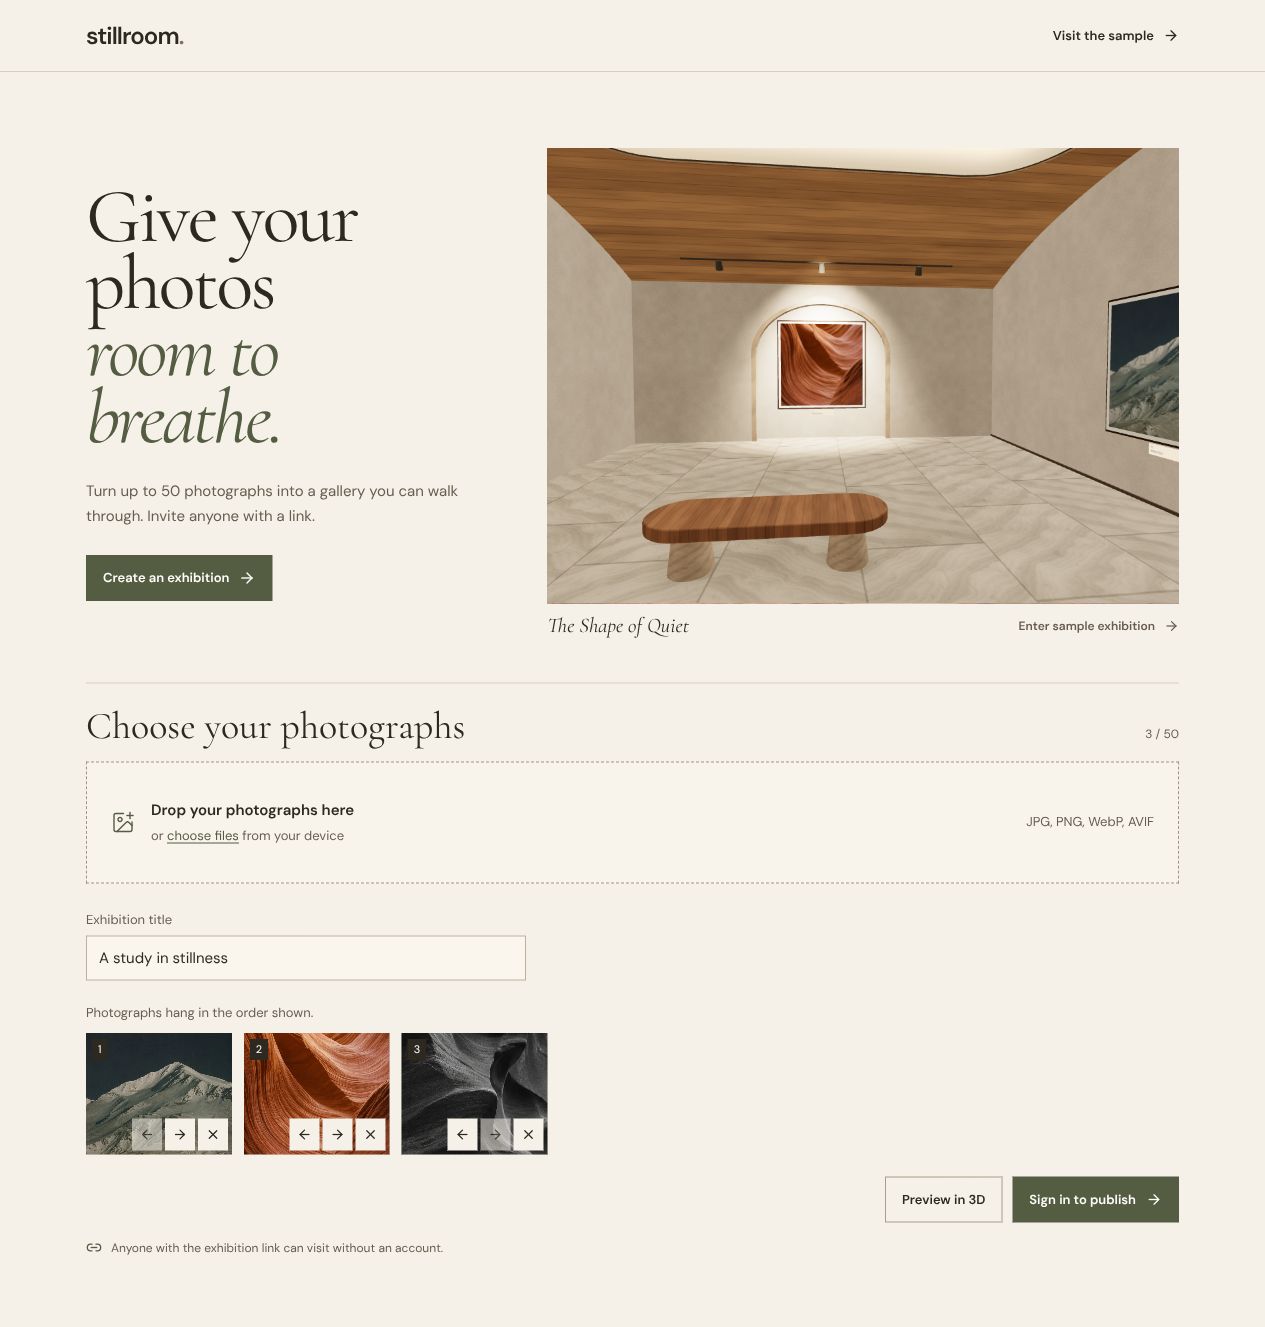 stillroom.
Visit the sample
Give your
photos
room to
breathe.
Turn up to 50 photographs into a gallery you can walk
through. Invite anyone with a link.
Create an exhibition
The Shape of Quiet
Enter sample exhibition
Choose your photographs
3 / 50
Drop your photographs here
or choose files from your device
JPG, PNG, WebP, AVIF
Exhibition title
A study in stillness
Photographs hang in the order shown.
1
2
3
Preview in 3D
Sign in to publish
Anyone with the exhibition link can visit without an account.